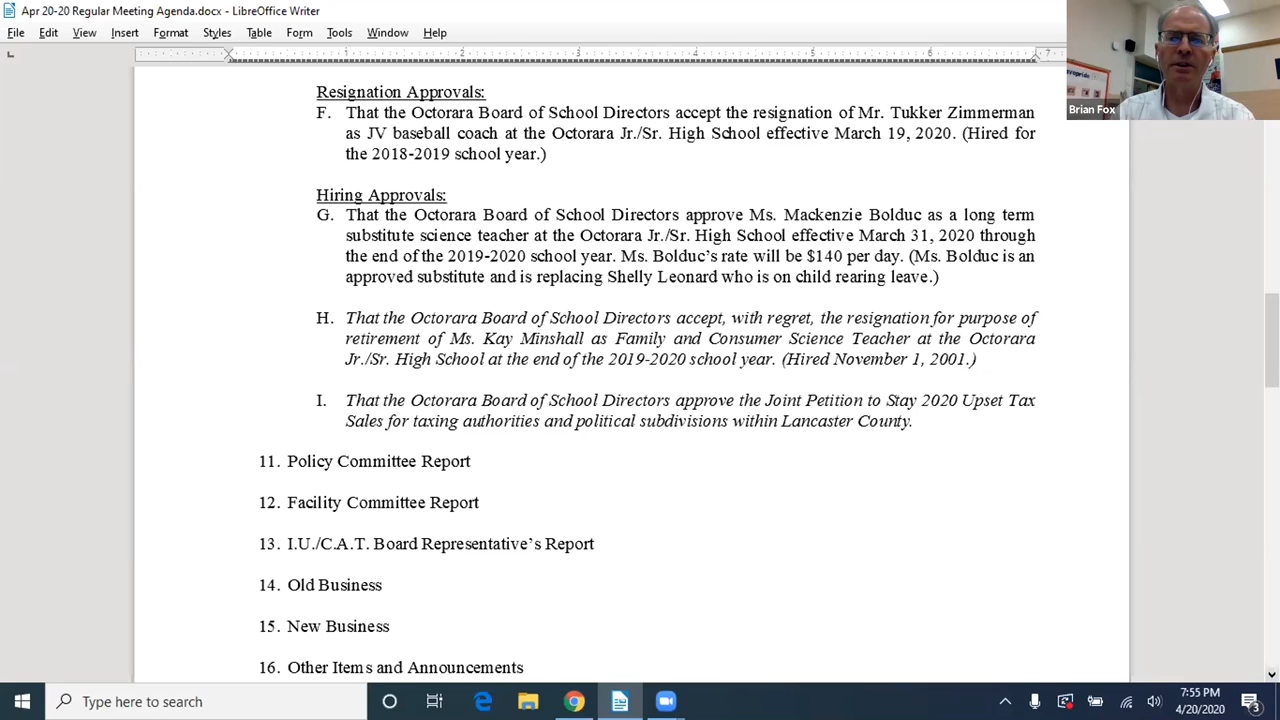 Apr 20-20 Regular Meeting Agenda.docx - LibreOffice Writer
File Edit View Insert Format Styles Table Form Tools Window Help
1 2 3 4 5 6 7
Brian Fox
Resignation Approvals:
F. That the Octorara Board of School Directors accept the resignation of Mr. Tukker Zimmerman
as JV baseball coach at the Octorara Jr./Sr. High School effective March 19, 2020. (Hired for
the 2018-2019 school year.)
Hiring Approvals:
G. That the Octorara Board of School Directors approve Ms. Mackenzie Bolduc as a long term
substitute science teacher at the Octorara Jr./Sr. High School effective March 31, 2020 through
the end of the 2019-2020 school year. Ms. Bolduc’s rate will be $140 per day. (Ms. Bolduc is an
approved substitute and is replacing Shelly Leonard who is on child rearing leave.)
H. That the Octorara Board of School Directors accept, with regret, the resignation for purpose of
retirement of Ms. Kay Minshall as Family and Consumer Science Teacher at the Octorara
Jr./Sr. High School at the end of the 2019-2020 school year. (Hired November 1, 2001.)
I. That the Octorara Board of School Directors approve the Joint Petition to Stay 2020 Upset Tax
Sales for taxing authorities and political subdivisions within Lancaster County.
11. Policy Committee Report
12. Facility Committee Report
13. I.U./C.A.T. Board Representative’s Report
14. Old Business
15. New Business
16. Other Items and Announcements
Type here to search
7:55 PM
4/20/2020
3